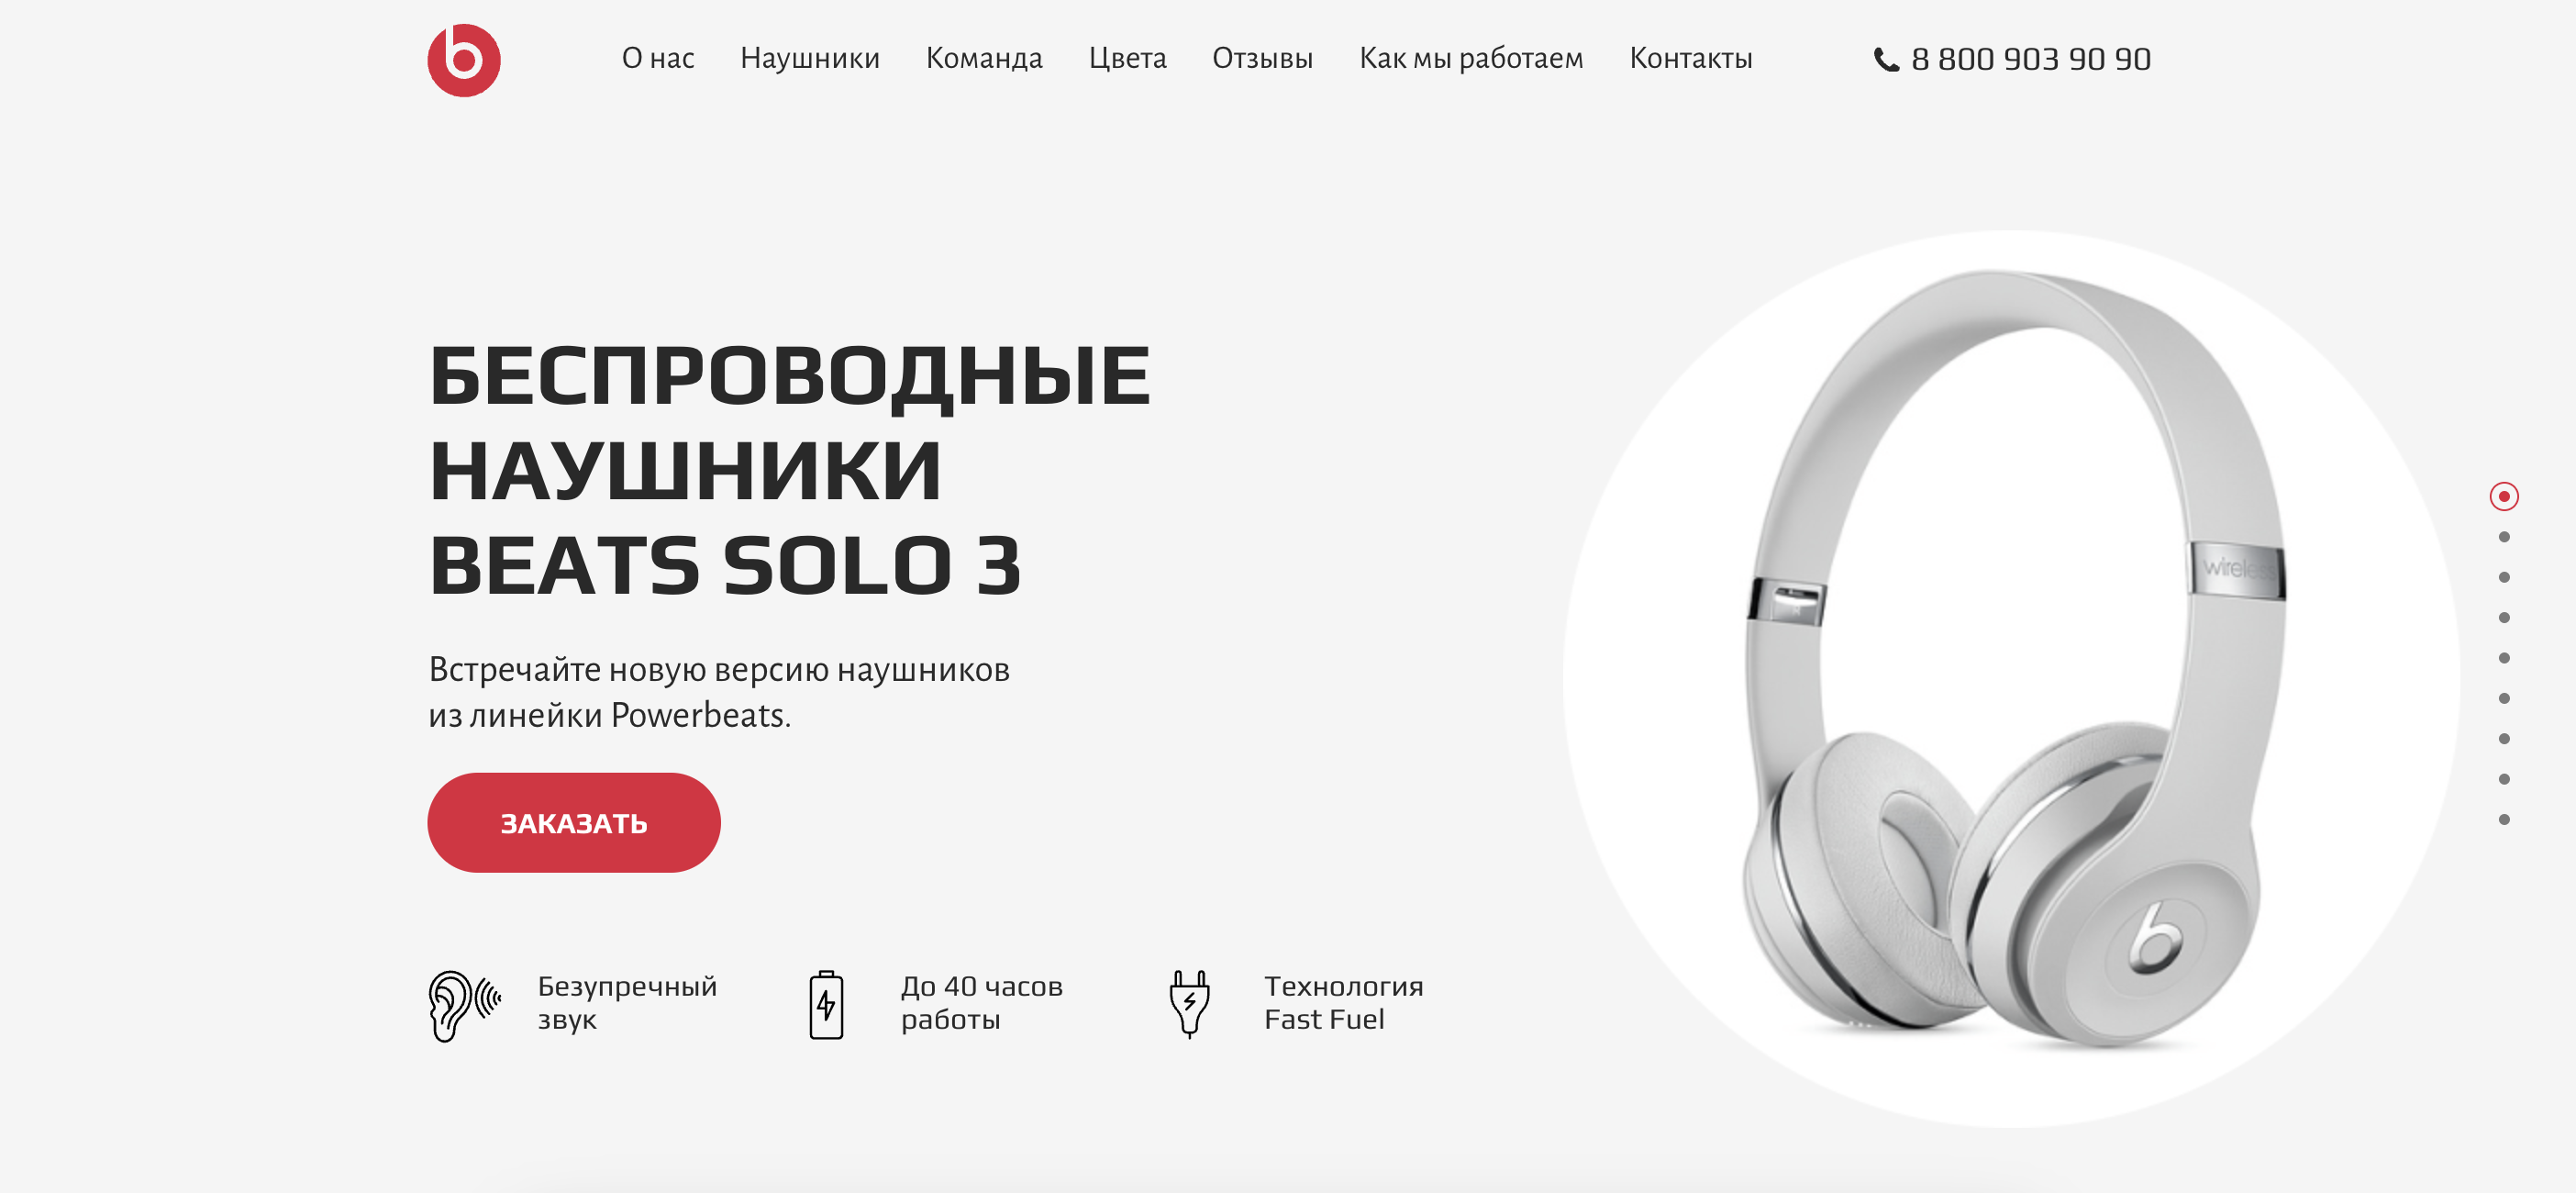 О нас Наушники Команда Цвета Отзывы Как мы работаем Контакты 8 800 903 90 90
БЕСПРОВОДНЫЕ
НАУШНИКИ
BEATS SOLO 3
wireless
Встречайте новую версию наушников
из линейки Powerbeats.
ЗАКАЗАТЬ
Безупречный
звук
До 40 часов
работы
Технология
Fast Fuel